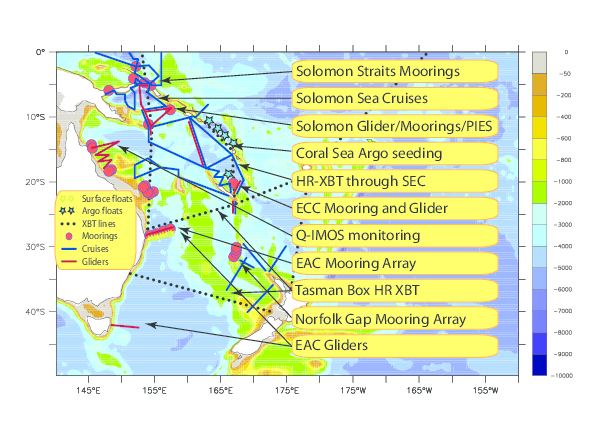 0°
10°S
20°S
30°S
40°S
145°E
155°E
165°E
175°E
175°W
165°W
155°W
Solomon Straits Moorings
Solomon Sea Cruises
Solomon Glider/Moorings/PIES
Coral Sea Argo seeding
HR-XBT through SEC
ECC Mooring and Glider
Q-IMOS monitoring
EAC Mooring Array
Tasman Box HR XBT
Norfolk Gap Mooring Array
EAC Gliders
Surface floats
Argo floats
XBT lines
Moorings
Cruises
Gliders
0
-50
-200
-400
-600
-800
-1000
-2000
-3000
-4000
-5000
-6000
-7000
-8000
-9000
-10000